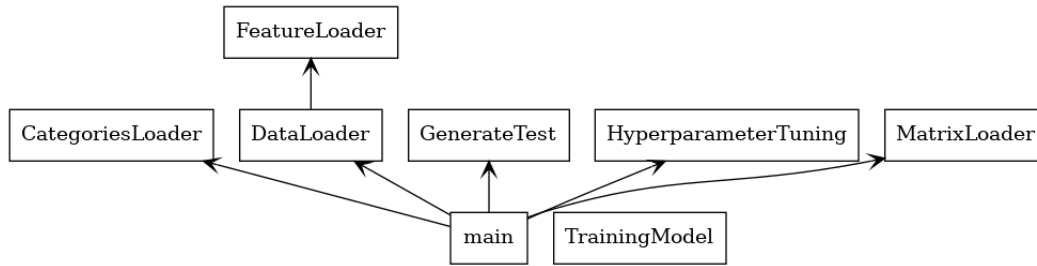 FeatureLoader
CategoriesLoader
DataLoader
GenerateTest
HyperparameterTuning
MatrixLoader
main
TrainingModel